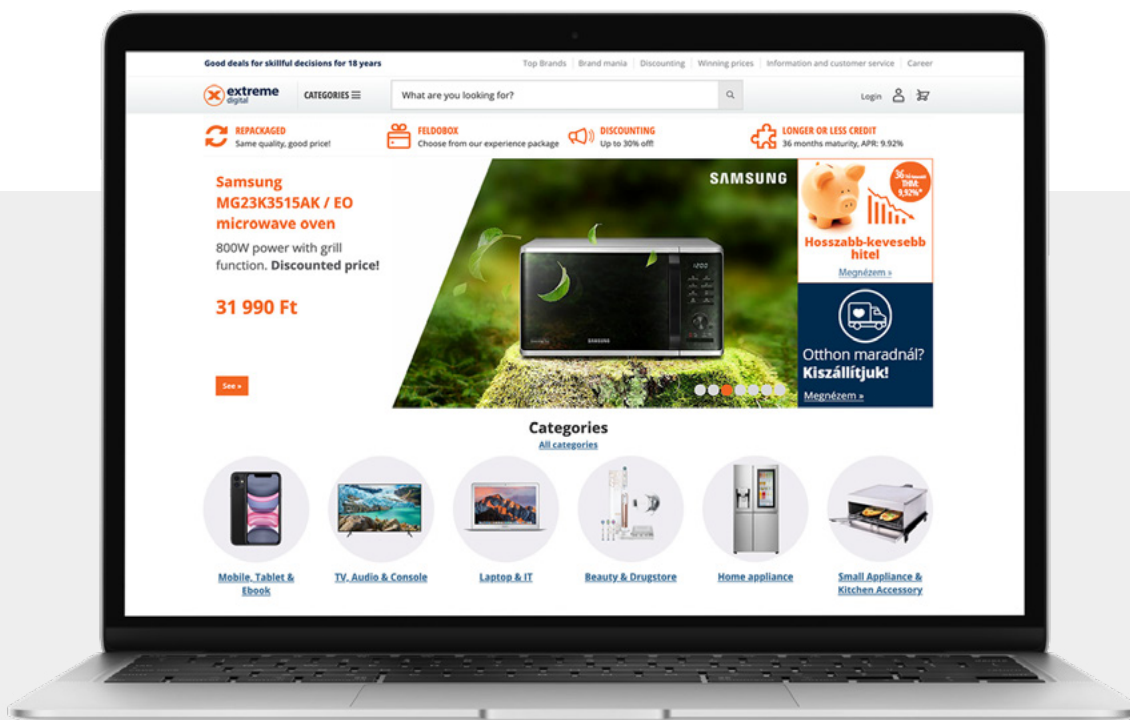 Good deals for skillful decisions for 18 years
Top Brands
Brand mania
Discounting
Winning prices
Information and customer service
Career
extreme
digital
CATEGORIES
What are you looking for?
Login
REPACKAGED
Same quality, good price!
FELDOBOX
Choose from our experience package
DISCOUNTING
Up to 30% off!
LONGER OR LESS CREDIT
36 months maturity, APR: 9.92%
Samsung
MG23K3515AK / EO
microwave oven
800W power with grill
function. Discounted price!
31 990 Ft
See »
SAMSUNG
SAMSUNG
36
THM:
9,92%*
Hosszabb-kevesebb
hitel
Megnézem »
Otthon maradnál?
Kiszállítjuk!
Megnézem »
Categories
All categories
Mobile, Tablet &
Ebook
TV, Audio & Console
Laptop & IT
Beauty & Drugstore
Home appliance
Small Appliance &
Kitchen Accessory